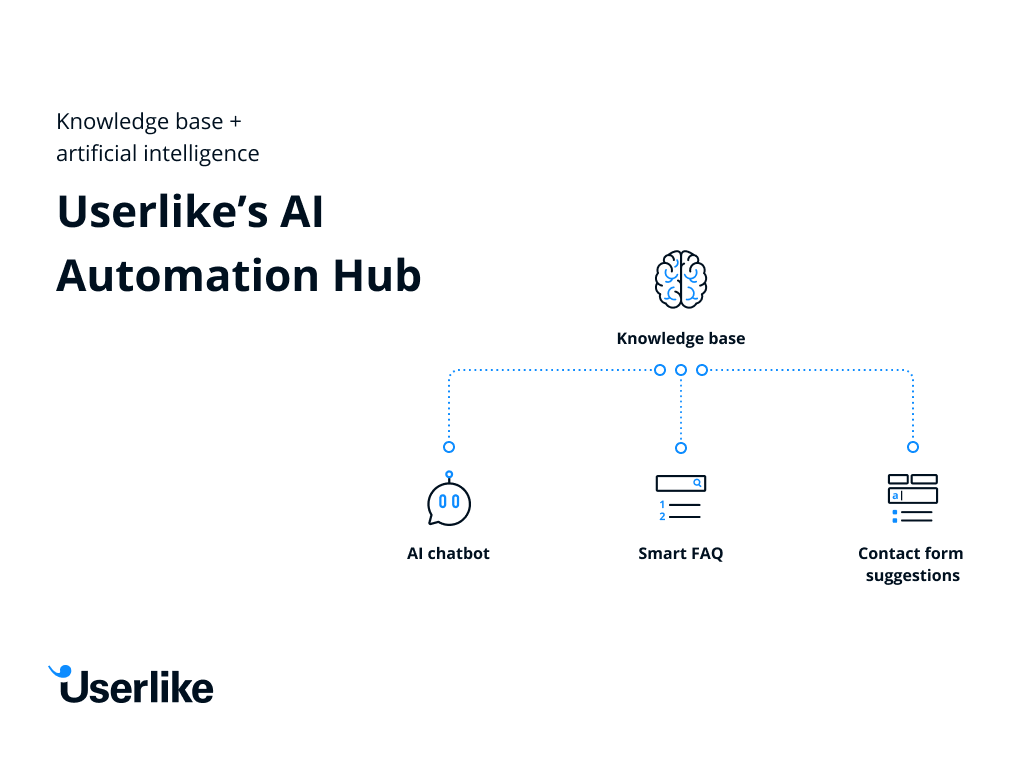 Knowledge base +
artificial intelligence
Userlike’s AI
Automation Hub
Knowledge base
1
2
a
AI chatbot
Smart FAQ
Contact form
suggestions
Userlike